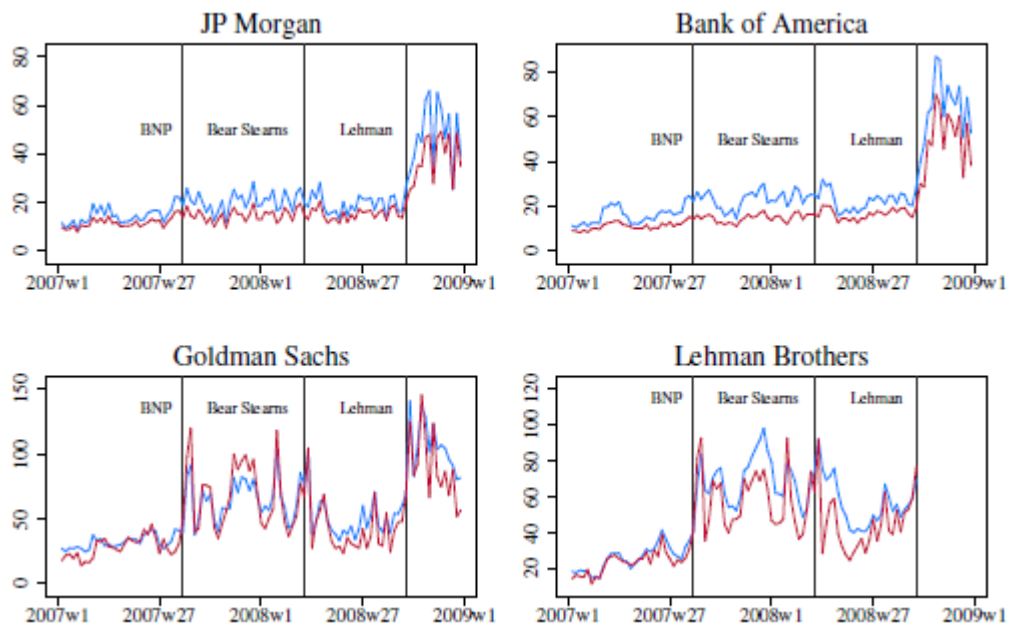 JP Morgan
80
60
40
20
0
BNP
Bear Stearns
Lehman
2007w1
2007w27
2008w1
2008w27
2009w1
Bank of America
80
60
40
20
0
BNP
Bear Stearns
Lehman
2007w1
2007w27
2008w1
2008w27
2009w1
Goldman Sachs
150
100
50
0
BNP
Bear Stearns
Lehman
2007w1
2007w27
2008w1
2008w27
2009w1
Lehman Brothers
120
100
80
60
40
20
BNP
Bear Stearns
Lehman
2007w1
2007w27
2008w1
2008w27
2009w1